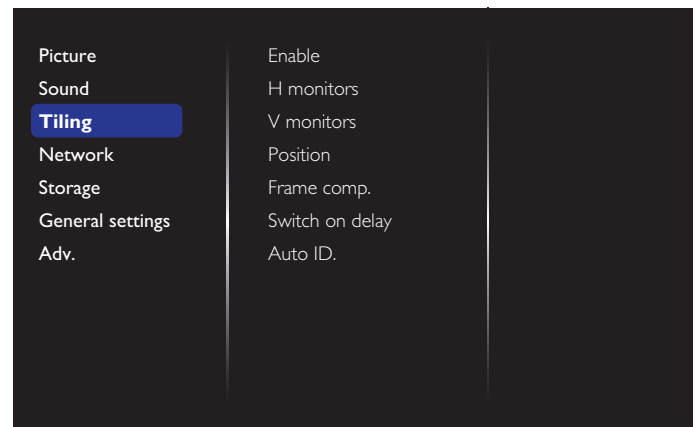 Picture
Sound
Tiling
Network
Storage
General settings
Adv.
Enable
H monitors
V monitors
Position
Frame comp.
Switch on delay
Auto ID.